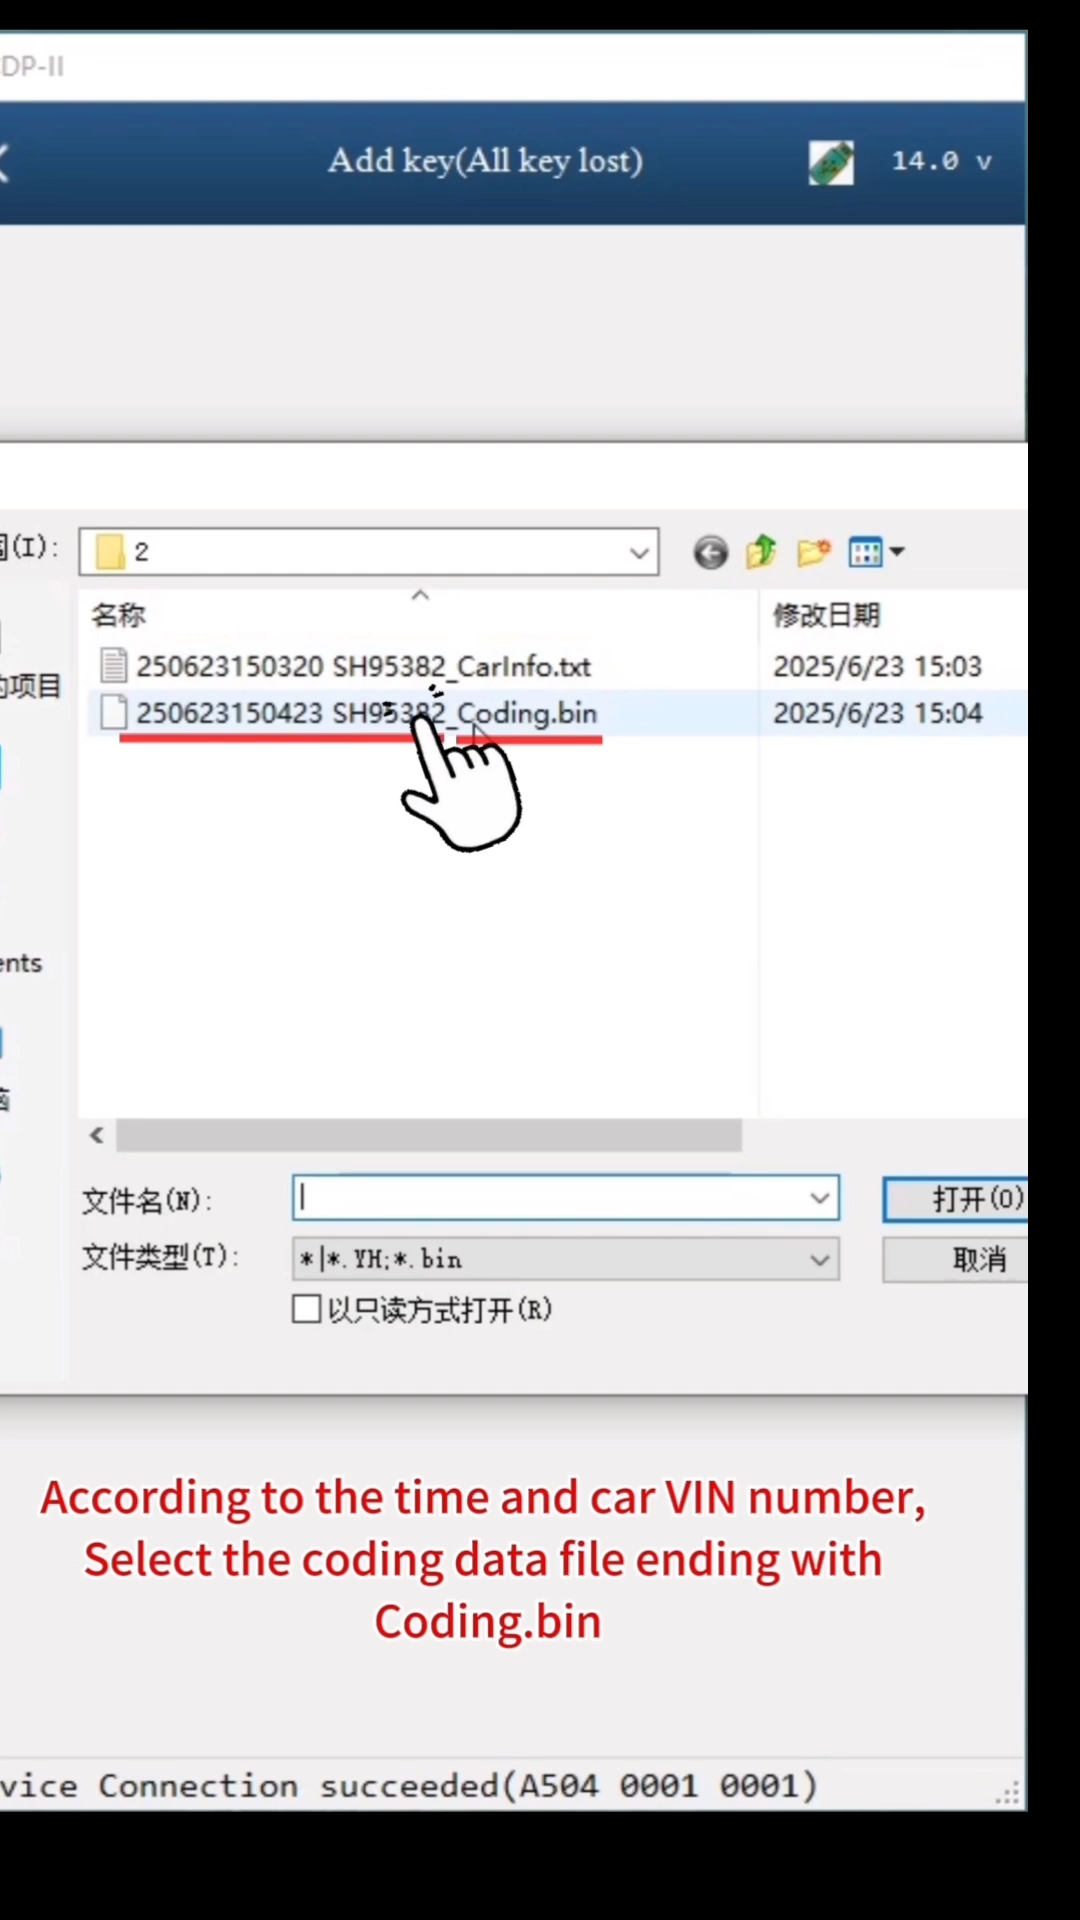 DP-II
Add key(All key lost)
14.0 v
(I):
2
名称
修改日期
250623150320 SH95382_CarInfo.txt
2025/6/23 15:03
的项目
250623150423 SH95382_Coding.bin
2025/6/23 15:04
ents
文件名(N):
打开(O)
文件类型(T):
*|*.YH;*.bin
取消
以只读方式打开(R)
According to the time and car VIN number,
Select the coding data file ending with
Coding.bin
vice Connection succeeded(A504 0001 0001)